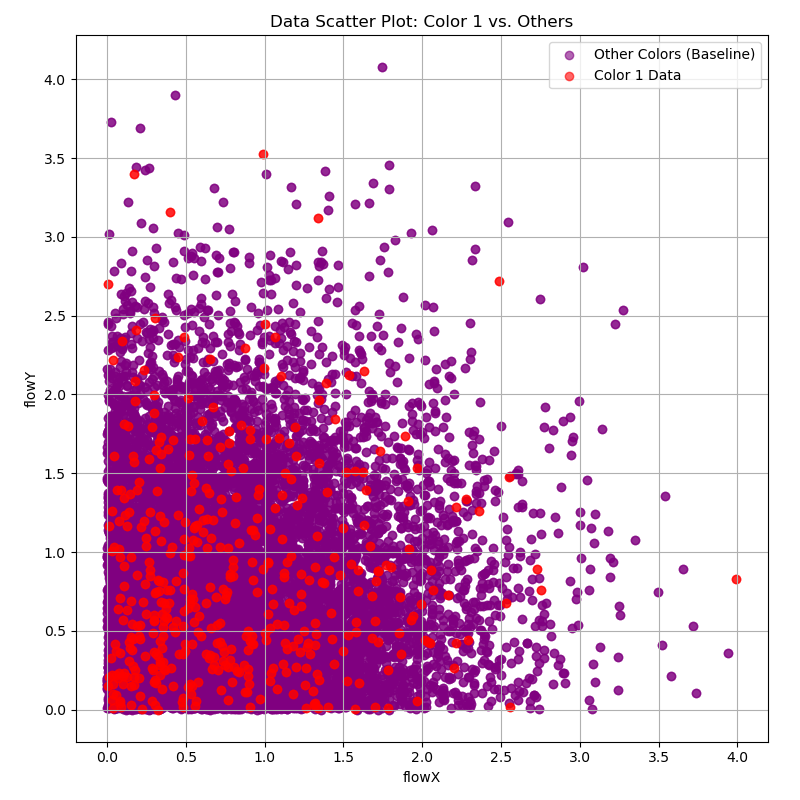 Data Scatter Plot: Color 1 vs. Others
Other Colors (Baseline)
Color 1 Data
flowY
4.0
3.5
3.0
2.5
2.0
1.5
1.0
0.5
0.0
0.0 0.5 1.0 1.5 2.0 2.5 3.0 3.5 4.0
flowX